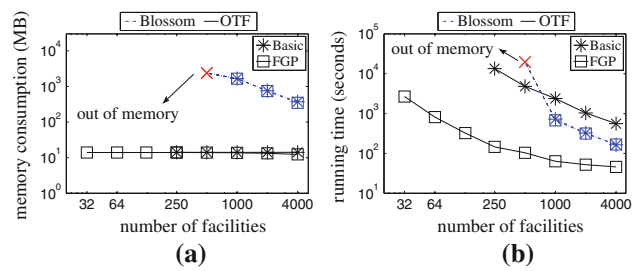 Blossom OTF
memory consumption (MB)
10^4
10^3
10^2
10^1
10^0
Basic
FGP
out of memory
32 64 250 1000 4000
number of facilities
(a)
Blossom OTF
running time (seconds)
10^5
10^4
10^3
10^2
10^1
out of memory
Basic
FGP
32 64 250 1000 4000
number of facilities
(b)